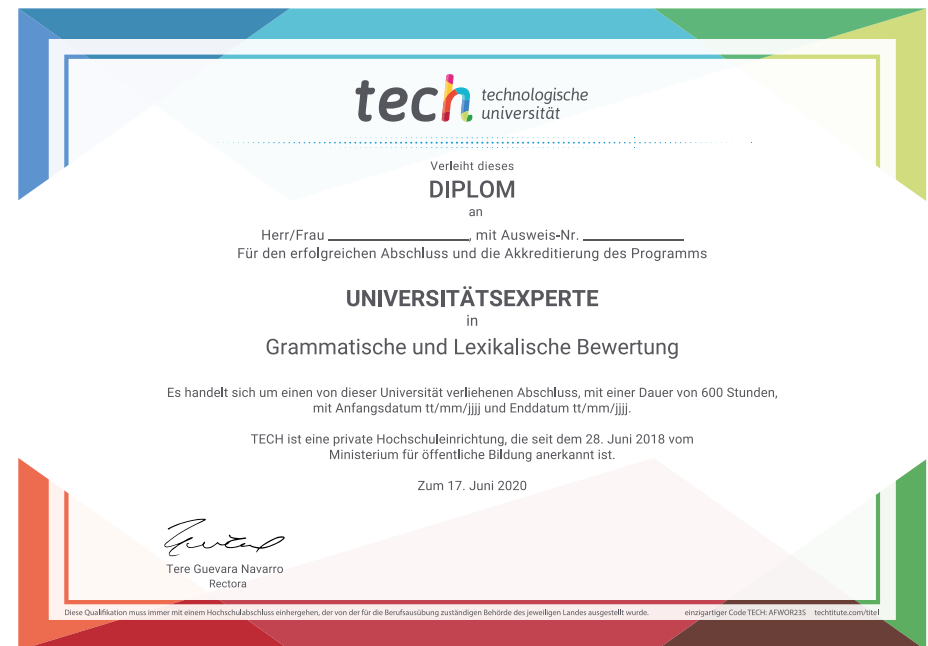 tech technologische
universität
Verleiht dieses
DIPLOM
an
Herr/Frau ____________, mit Ausweis-Nr. ____________
Für den erfolgreichen Abschluss und die Akkreditierung des Programms
UNIVERSITÄTSEXPERTE
in
Grammatische und Lexikalische Bewertung
Es handelt sich um einen von dieser Universität verliehenen Abschluss, mit einer Dauer von 600 Stunden,
mit Anfangsdatum tt/mm/jjjj und Enddatum tt/mm/jjjj.
TECH ist eine private Hochschuleinrichtung, die seit dem 28. Juni 2018 vom
Ministerium für öffentliche Bildung anerkannt ist.
Zum 17. Juni 2020
Tere Guevara Navarro
Rectora
Diese Qualifikation muss immer mit einem Hochschulabschluss einhergehen, der von der für die Berufsausübung zuständigen Behörde des jeweiligen Landes ausgestellt wurde. einzigartiger Code TECH: AFWOR23S techtitute.com/titel